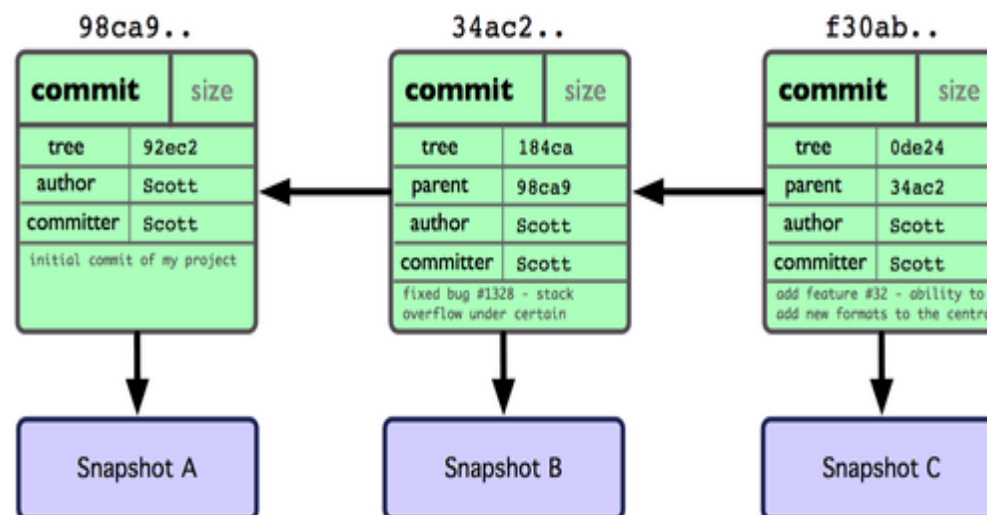 98ca9..
commit size
tree 92ec2
author Scott
committer Scott
initial commit of my project
Snapshot A
34ac2..
commit size
tree 184ca
parent 98ca9
author Scott
committer Scott
fixed bug #1328 - stack
overflow under certain
Snapshot B
f30ab..
commit size
tree 0de24
parent 34ac2
author Scott
committer Scott
add feature #32 - ability to
add new formats to the centra
Snapshot C